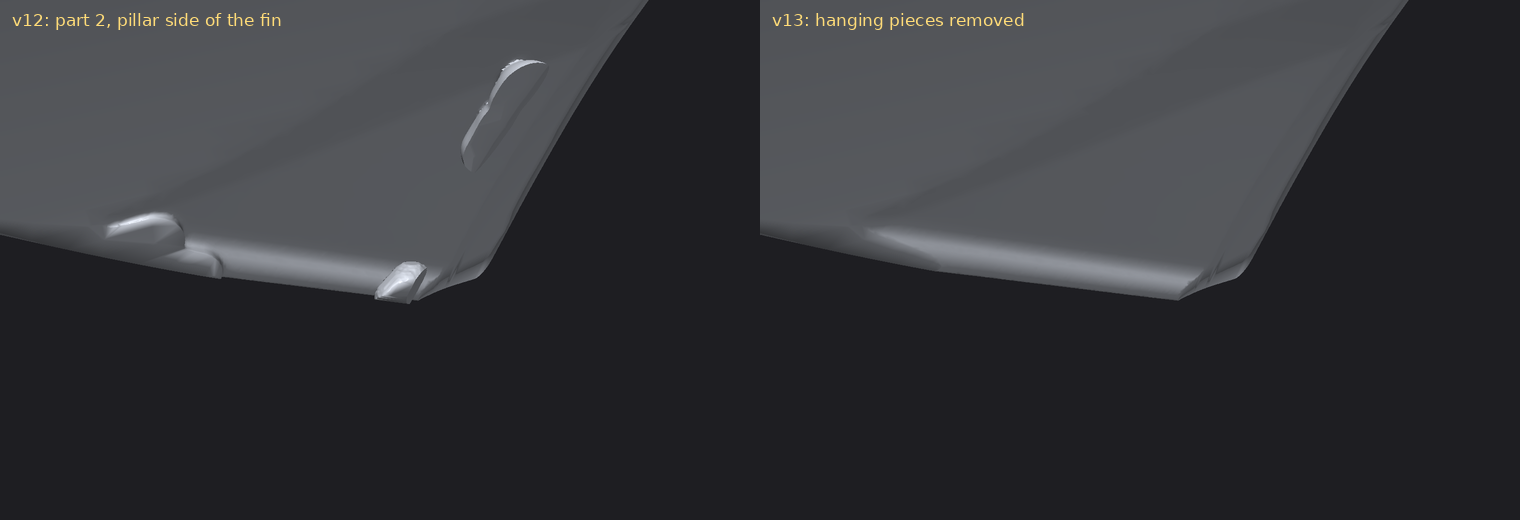 v12: part 2, pillar side of the fin
v13: hanging pieces removed